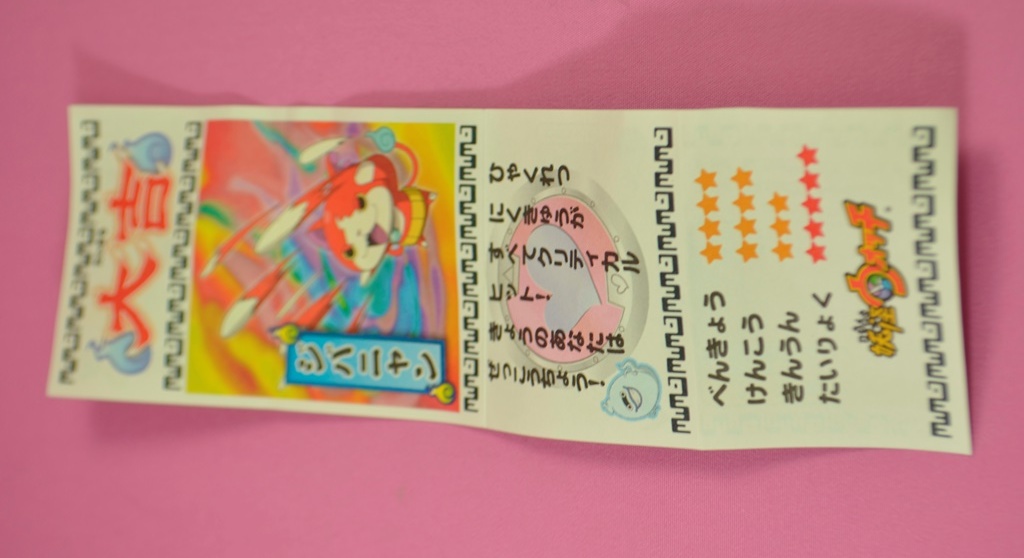 大吉
ジバニャン
ひゃくれつ
にくきゅうが
すべてクリティカル
ヒット!
きょうのあなたは
ぜっこうちょう!
べんきょう ★★★
けんこう ★★★
きんうん ★★
たいりょく ★★★★
妖怪ウォッチ